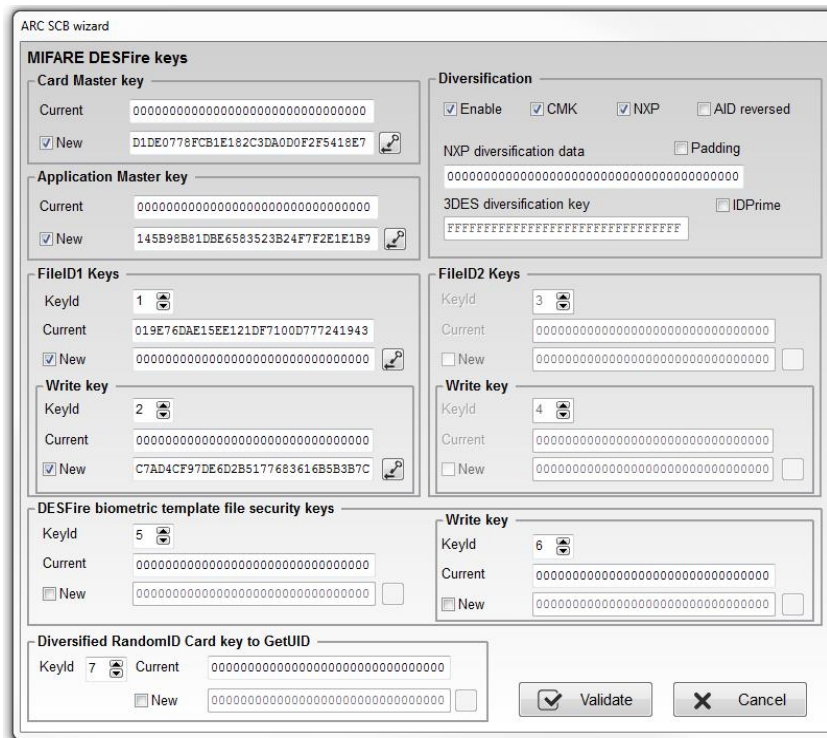 ARC SCB wizard
MIFARE DESFire keys
Card Master key
Current 00000000000000000000000000000000
New D1DE0778FCB1E182C3DA0D0F2F5418E7
Application Master key
Current 00000000000000000000000000000000
New 145B98B81DBE6583523B24F7F2E1E1B9
Diversification
Enable CMK NXP AID reversed
NXP diversification data Padding
0000000000000000000000000000000000000000
3DES diversification key IDPrime
FFFFFFFFFFFFFFFFFFFFFFFFFFFFFFFF
FileID1 Keys
KeyId 1
Current 019E76DAE15EE121DF7100D777241943
New 00000000000000000000000000000000
Write key
KeyId 2
Current 00000000000000000000000000000000
New C7AD4CF97DE6D2B5177683616B5B3B7C
FileID2 Keys
KeyId 3
Current 00000000000000000000000000000000
New 00000000000000000000000000000000
Write key
KeyId 4
Current 00000000000000000000000000000000
New 00000000000000000000000000000000
DESFire biometric template file security keys
KeyId 5
Current 00000000000000000000000000000000
New 00000000000000000000000000000000
Write key
KeyId 6
Current 00000000000000000000000000000000
New 00000000000000000000000000000000
Diversified RandomID Card key to GetUID
KeyId 7 Current 00000000000000000000000000000000
New 00000000000000000000000000000000
Validate Cancel